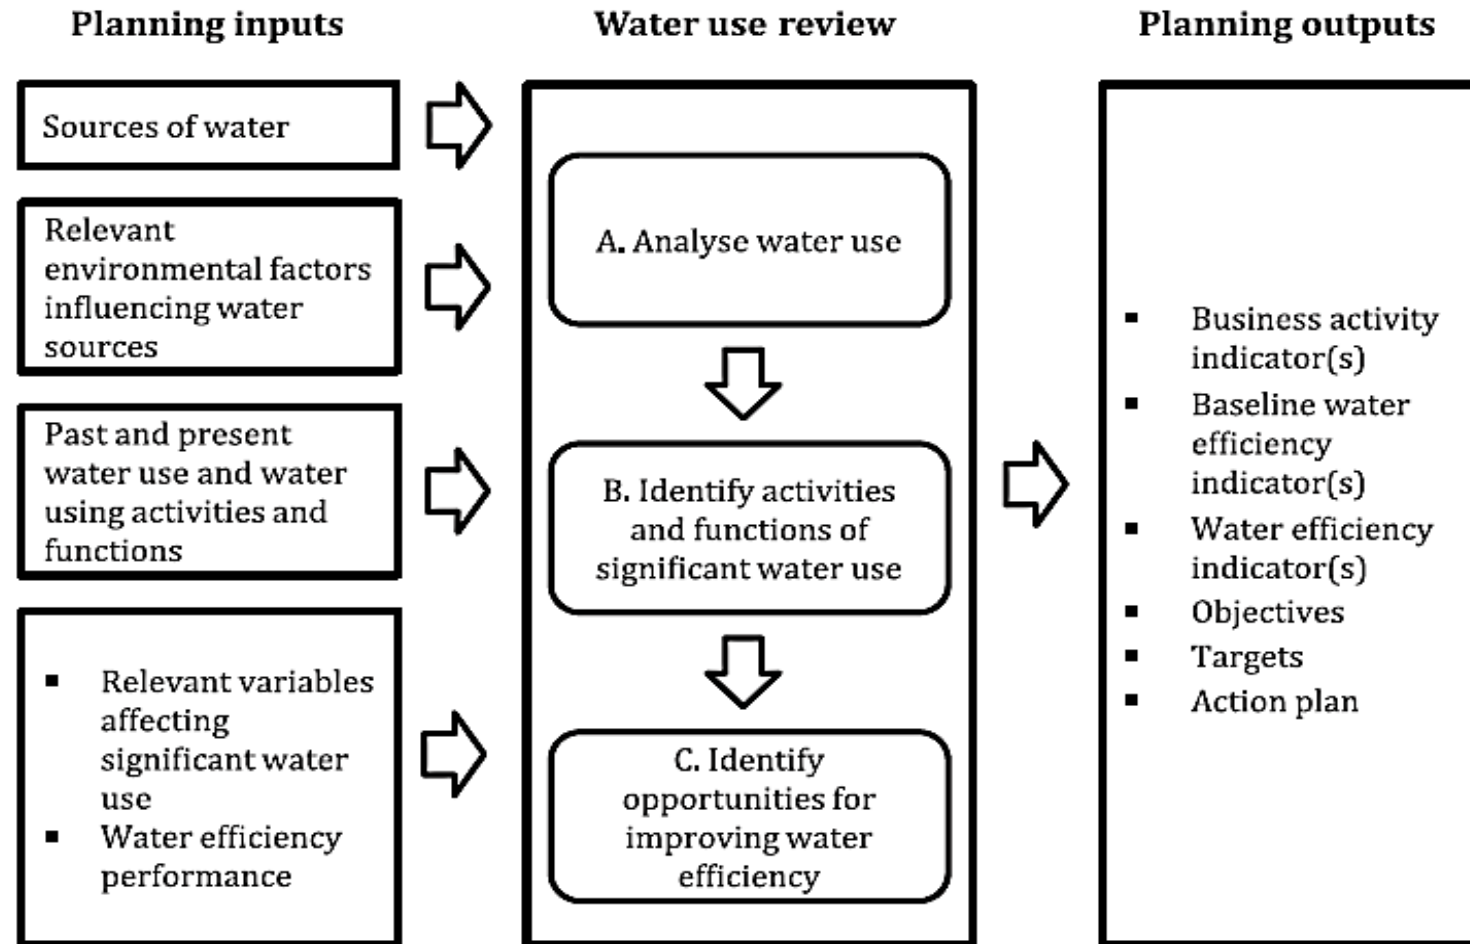 Planning inputs
Water use review
Planning outputs
Sources of water
Relevant
environmental factors
influencing water
sources
Past and present
water use and water
using activities and
functions
▪ Relevant variables
affecting
significant water
use
▪ Water efficiency
performance
A. Analyse water use
B. Identify activities
and functions of
significant water use
C. Identify
opportunities for
improving water
efficiency
▪ Business activity
indicator(s)
▪ Baseline water
efficiency
indicator(s)
▪ Water efficiency
indicator(s)
▪ Objectives
▪ Targets
▪ Action plan